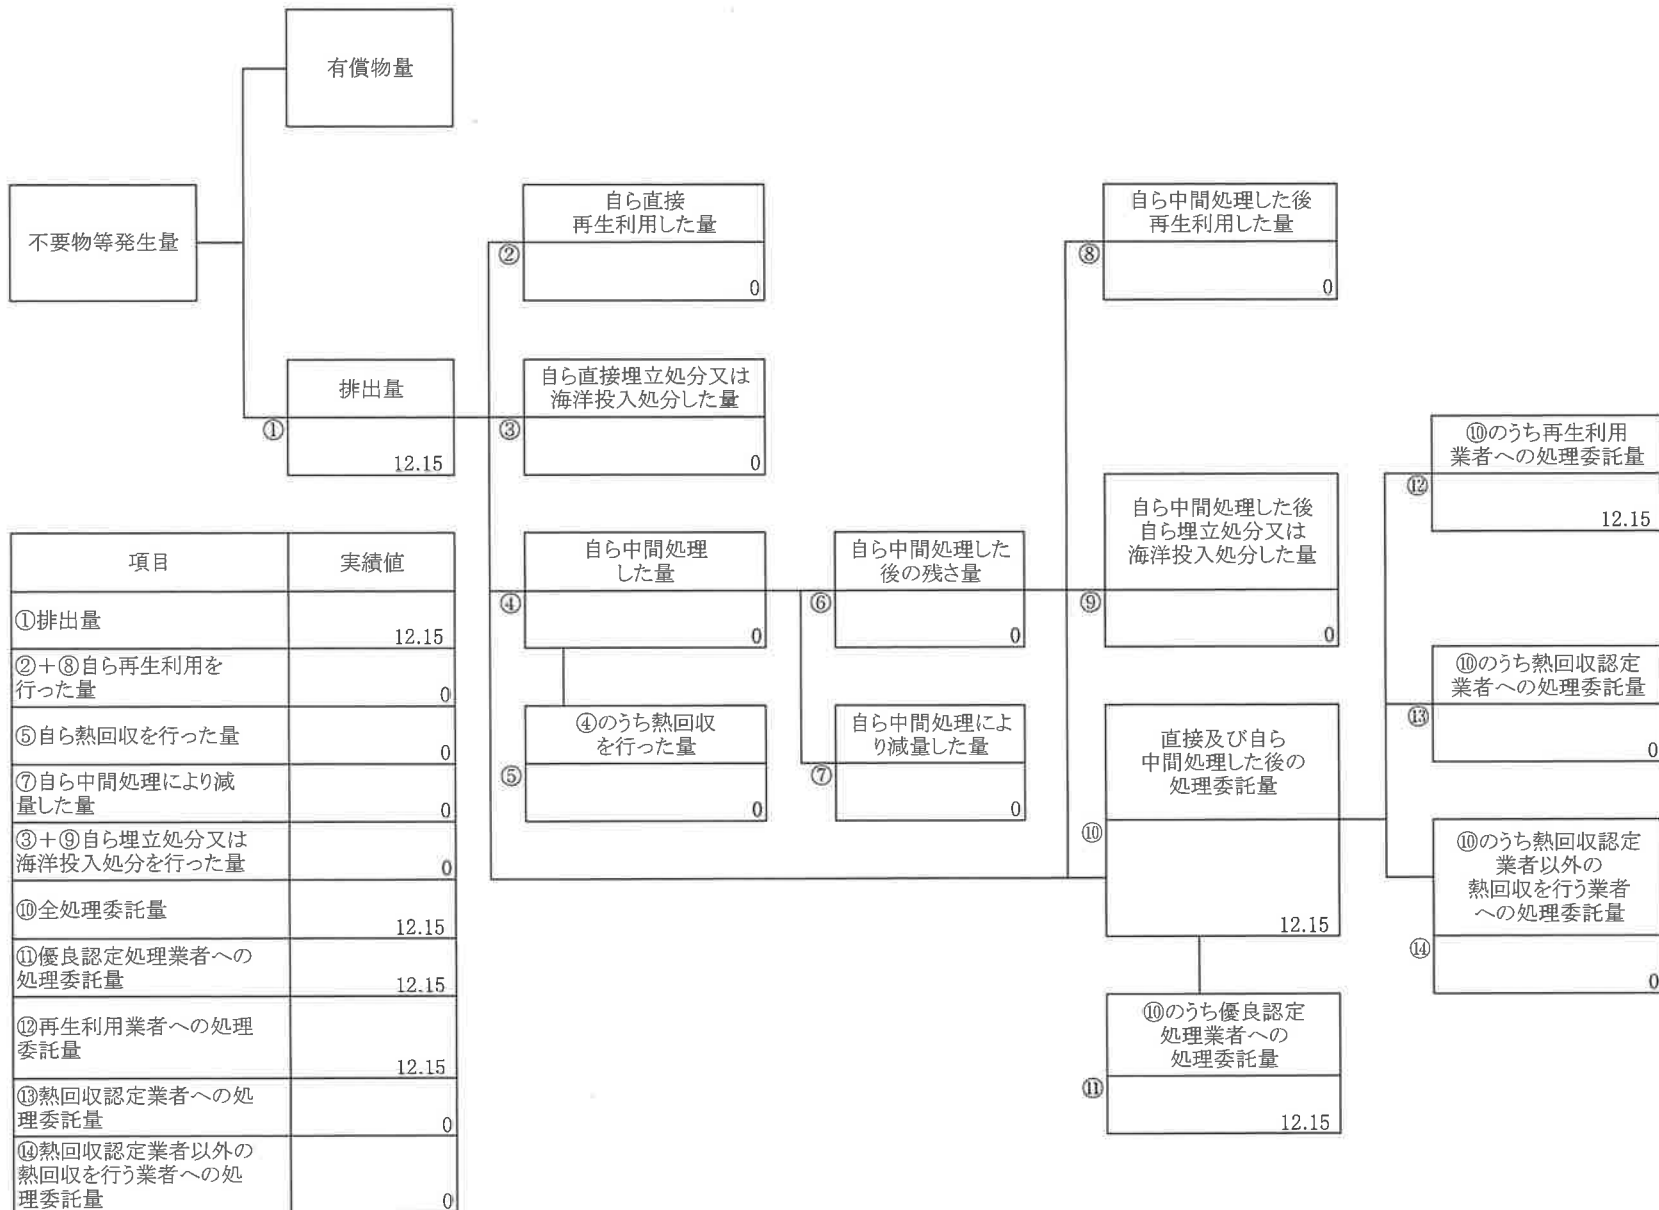 有償物量
不要物等発生量
排出量
①
12.15
自ら直接
再生利用した量
②
0
自ら直接埋立処分又は
海洋投入処分した量
③
0
自ら中間処理
した量
④
0
④のうち熱回収
を行った量
⑤
0
自ら中間処理した
後の残さ量
⑥
0
自ら中間処理によ
り減量した量
⑦
0
自ら中間処理した後
再生利用した量
⑧
0
自ら中間処理した後
自ら埋立処分又は
海洋投入処分した量
⑨
0
直接及び自ら
中間処理した後の
処理委託量
⑩
12.15
⑩のうち優良認定
処理業者への
処理委託量
⑪
12.15
⑩のうち再生利用
業者への処理委託量
⑫
12.15
⑩のうち熱回収認定
業者への処理委託量
⑬
0
⑩のうち熱回収認定
業者以外の
熱回収を行う業者
への処理委託量
⑭
0
項目 実績値
①排出量
12.15
②+⑧自ら再生利用を
行った量
0
⑤自ら熱回収を行った量
0
⑦自ら中間処理により減
量した量
0
③+⑨自ら埋立処分又は
海洋投入処分を行った量
0
⑩全処理委託量
12.15
⑪優良認定処理業者への
処理委託量
12.15
⑫再生利用業者への処理
委託量
12.15
⑬熱回収認定業者への処
理委託量
0
⑭熱回収認定業者以外の
熱回収を行う業者への処
理委託量
0